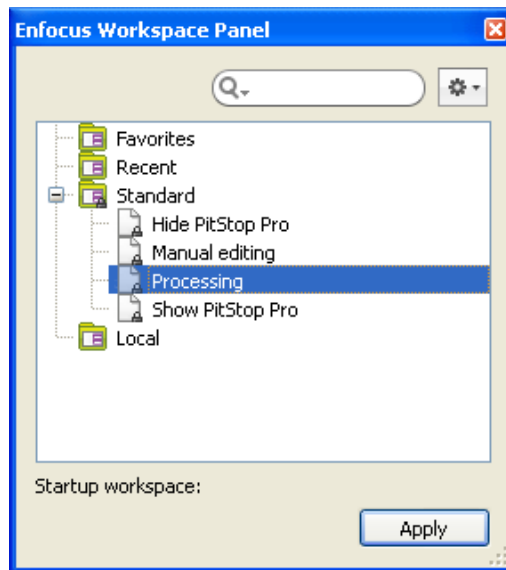 Enfocus Workspace Panel
Favorites
Recent
Standard
Hide PitStop Pro
Manual editing
Processing
Show PitStop Pro
Local
Startup workspace:
Apply